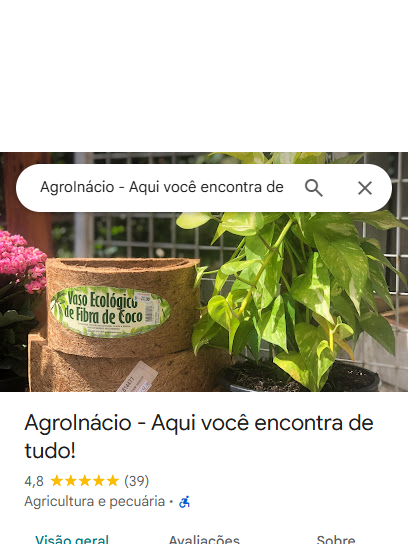 AgroInácio - Aqui você encontra de
Vaso Ecológico
de Fibra de Coco
AgroInácio - Aqui você encontra de
tudo!
4,8 (39)
Agricultura e pecuária ·
Visão geral Avaliações Sobre